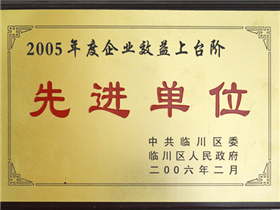 2005年度企业效益上台阶
先进单位
中共临川区委
临川区人民政府
二00六年二月